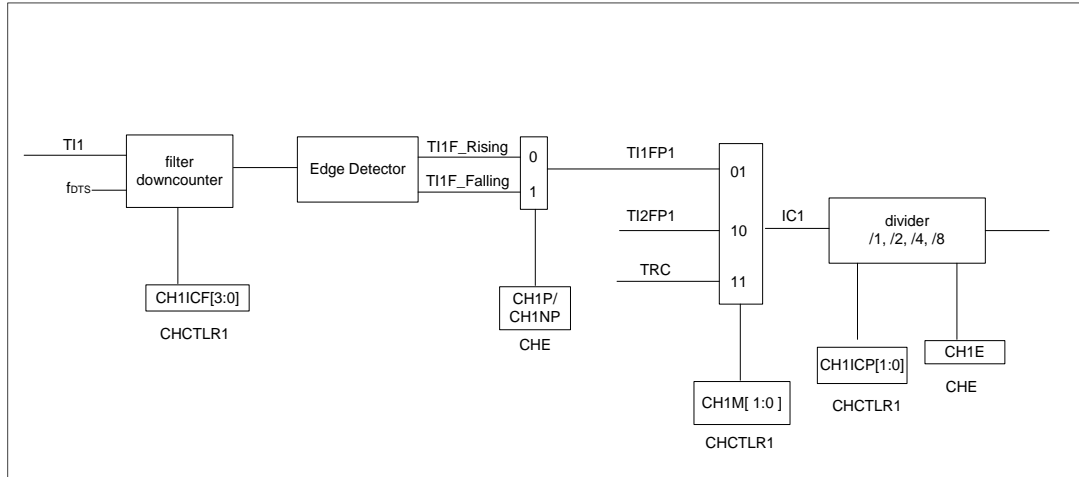 TI1
fDTS
filter
downcounter
CH1ICF[3:0]
CHCTLR1
Edge Detector
TI1F_Rising
TI1F_Falling
0
1
CH1P/
CH1NP
CHE
TI1FP1
TI2FP1
TRC
01
10
11
CH1M[ 1:0 ]
CHCTLR1
IC1
divider
/1, /2, /4, /8
CH1ICP[1:0]
CHCTLR1
CH1E
CHE